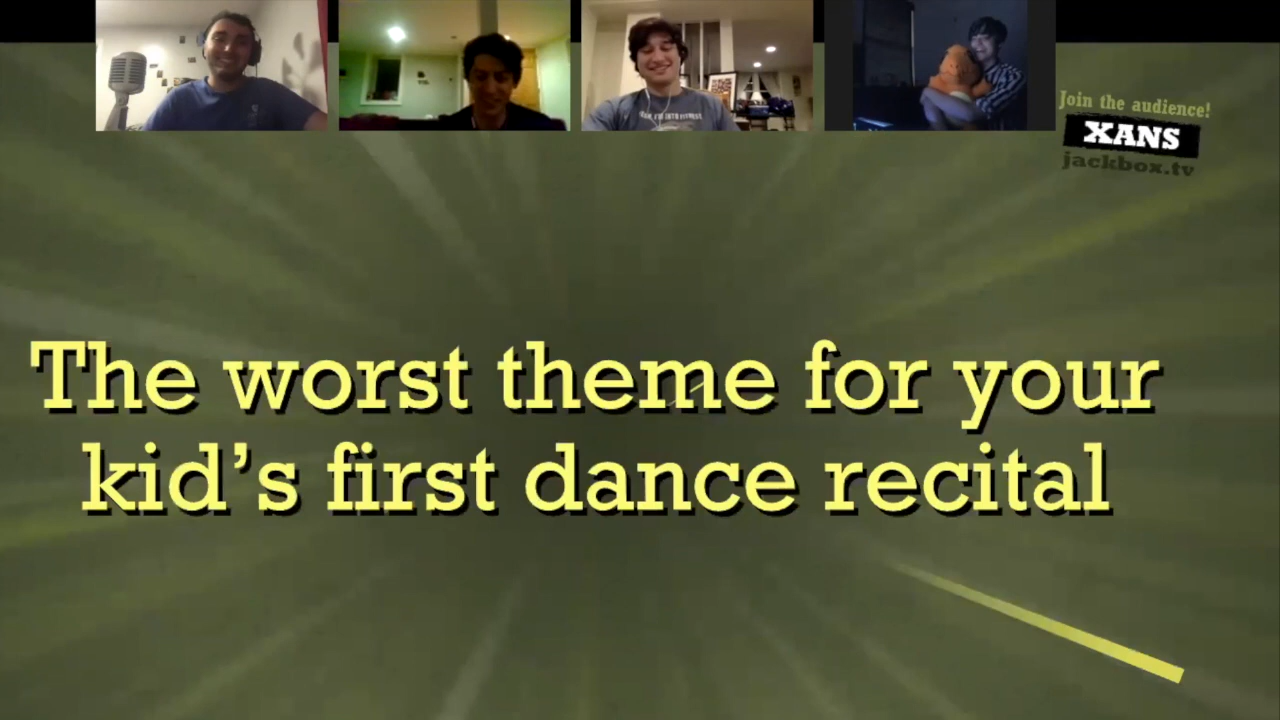 Join the audience!
XANS
jackbox.tv
The worst theme for your
kid's first dance recital